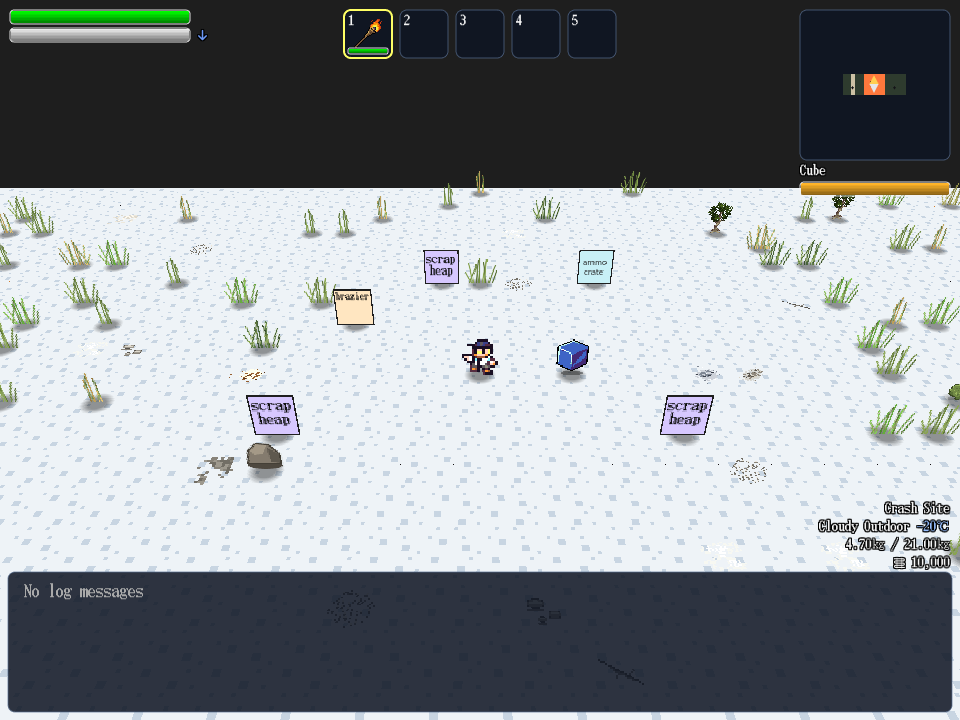 1
2
3
4
5
Cube
scrap
heap
ammo
crate
brazier
scrap
heap
scrap
heap
Crash Site
Cloudy Outdoor -20℃
4.70kg / 21.00kg
10,000
No log messages